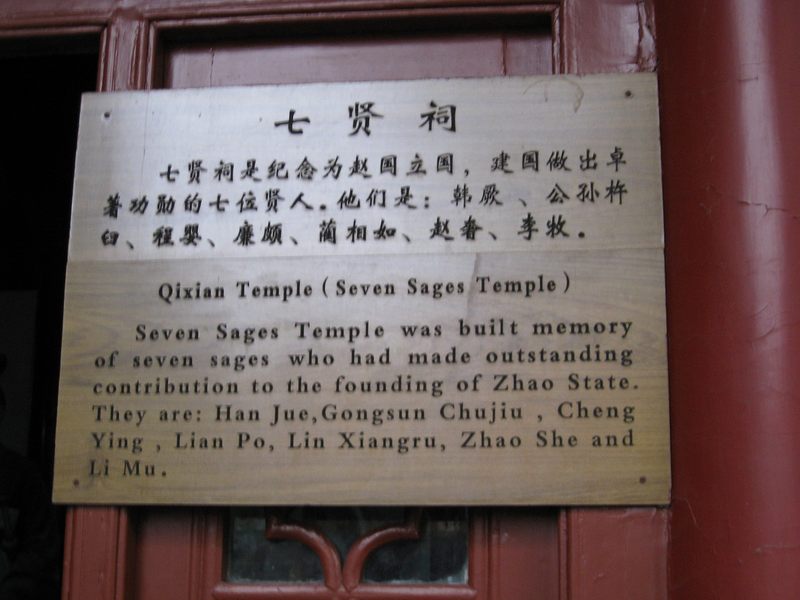 七贤祠
七贤祠是纪念为赵国立国，建国做出卓
著功勋的七位贤人。他们是：韩厥、公孙杵
臼、程婴、廉颇、蔺相如、赵奢、李牧。
Qixian Temple (Seven Sages Temple)
Seven Sages Temple was built memory
of seven sages who had made outstanding
contribution to the founding of Zhao State.
They are: Han Jue,Gongsun Chujiu , Cheng
Ying , Lian Po, Lin Xiangru, Zhao She and
Li Mu.